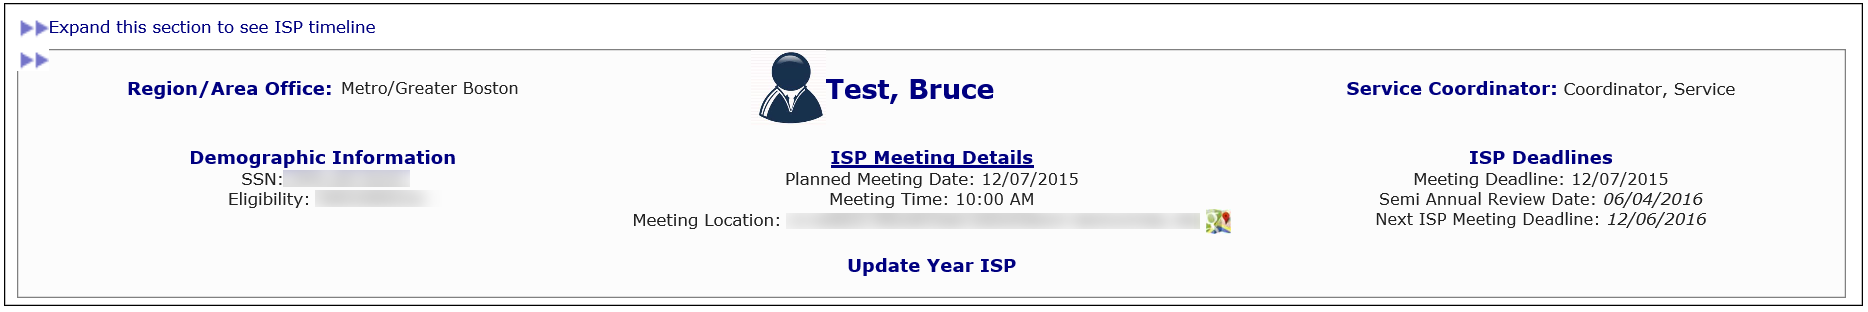 Expand this section to see ISP timeline
Region/Area Office: Metro/Greater Boston
Test, Bruce
Service Coordinator: Coordinator, Service
Demographic Information
SSN:
Eligibility:
ISP Meeting Details
Planned Meeting Date: 12/07/2015
Meeting Time: 10:00 AM
Meeting Location:
Update Year ISP
ISP Deadlines
Meeting Deadline: 12/07/2015
Semi Annual Review Date: 06/04/2016
Next ISP Meeting Deadline: 12/06/2016